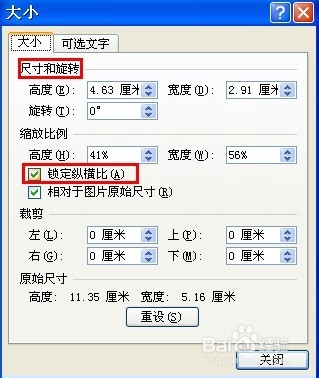 大小
大小 可选文字
尺寸和旋转
高度(E): 4.63 厘米 宽度(D): 2.91 厘米
旋转(T): 0°
缩放比例
高度(H): 41% 宽度(W): 56%
锁定纵横比(A)
相对于图片原始尺寸(R)
裁剪
左(L): 0 厘米 上(P): 0 厘米
右(G): 0 厘米 下(M): 0 厘米
原始尺寸
高度: 11.35 厘米 宽度: 5.16 厘米
重设(S)
Baidu 经验
关闭